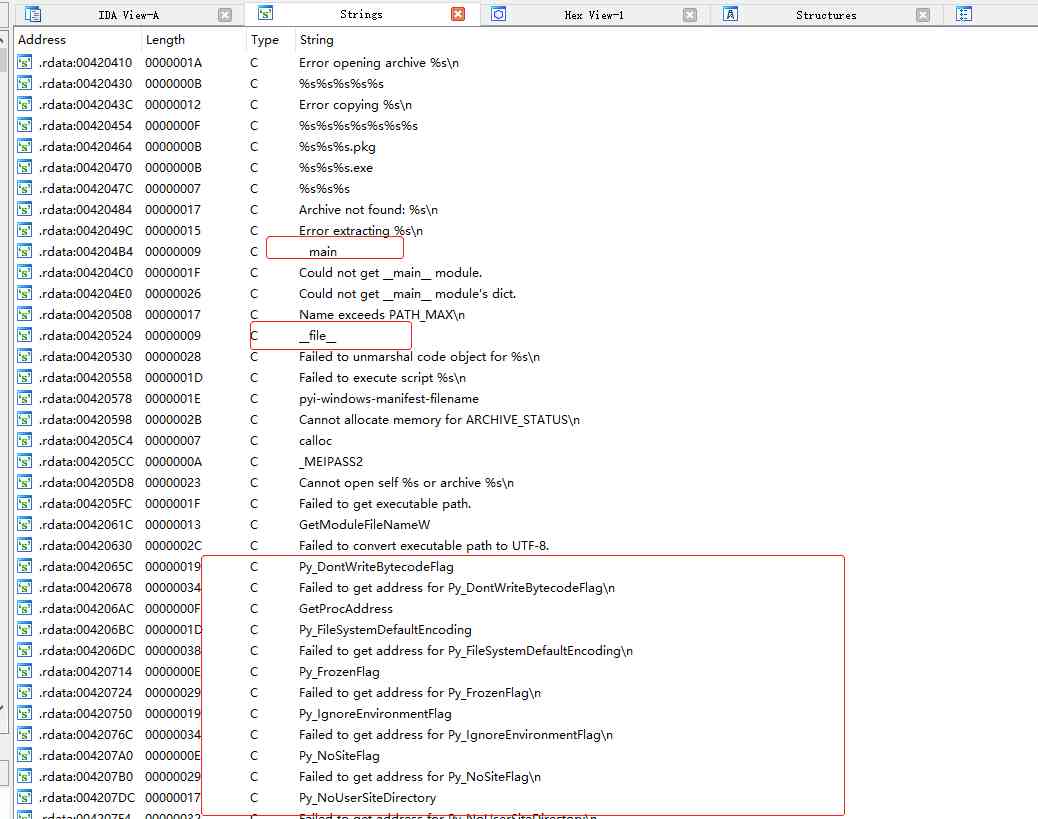 IDA View-A Strings Hex View-1 Structures
Address Length Type String
.rdata:00420410 0000001A C Error opening archive %s\n
.rdata:00420430 0000000B C %s%s%s%s%s
.rdata:0042043C 00000012 C Error copying %s\n
.rdata:00420454 0000000F C %s%s%s%s%s%s%s
.rdata:00420464 0000000B C %s%s%s.pkg
.rdata:00420470 0000000B C %s%s%s.exe
.rdata:0042047C 00000007 C %s%s%s
.rdata:00420484 00000017 C Archive not found: %s\n
.rdata:0042049C 00000015 C Error extracting %s\n
.rdata:004204B4 00000009 C __main__
.rdata:004204C0 0000001F C Could not get __main__ module.
.rdata:004204E0 00000026 C Could not get __main__ module's dict.
.rdata:00420508 00000017 C Name exceeds PATH_MAX\n
.rdata:00420524 00000009 C __file__
.rdata:00420530 00000028 C Failed to unmarshal code object for %s\n
.rdata:00420558 0000001D C Failed to execute script %s\n
.rdata:00420578 0000001E C pyi-windows-manifest-filename
.rdata:00420598 0000002B C Cannot allocate memory for ARCHIVE_STATUS\n
.rdata:004205C4 00000007 C calloc
.rdata:004205CC 0000000A C _MEIPASS2
.rdata:004205D8 00000023 C Cannot open self %s or archive %s\n
.rdata:004205FC 0000001F C Failed to get executable path.
.rdata:0042061C 00000013 C GetModuleFileNameW
.rdata:00420630 0000002C C Failed to convert executable path to UTF-8.
.rdata:0042065C 00000019 C Py_DontWriteBytecodeFlag
.rdata:00420678 00000034 C Failed to get address for Py_DontWriteBytecodeFlag\n
.rdata:004206AC 0000000F C GetProcAddress
.rdata:004206BC 0000001D C Py_FileSystemDefaultEncoding
.rdata:004206DC 00000038 C Failed to get address for Py_FileSystemDefaultEncoding\n
.rdata:00420714 0000000E C Py_FrozenFlag
.rdata:00420724 00000029 C Failed to get address for Py_FrozenFlag\n
.rdata:00420750 00000019 C Py_IgnoreEnvironmentFlag
.rdata:0042076C 00000034 C Failed to get address for Py_IgnoreEnvironmentFlag\n
.rdata:004207A0 0000000E C Py_NoSiteFlag
.rdata:004207B0 00000029 C Failed to get address for Py_NoSiteFlag\n
.rdata:004207DC 00000017 C Py_NoUserSiteDirectory
.rdata:004207F4 00000032 C Failed to get address for Py_NoUserSiteDirectory\n